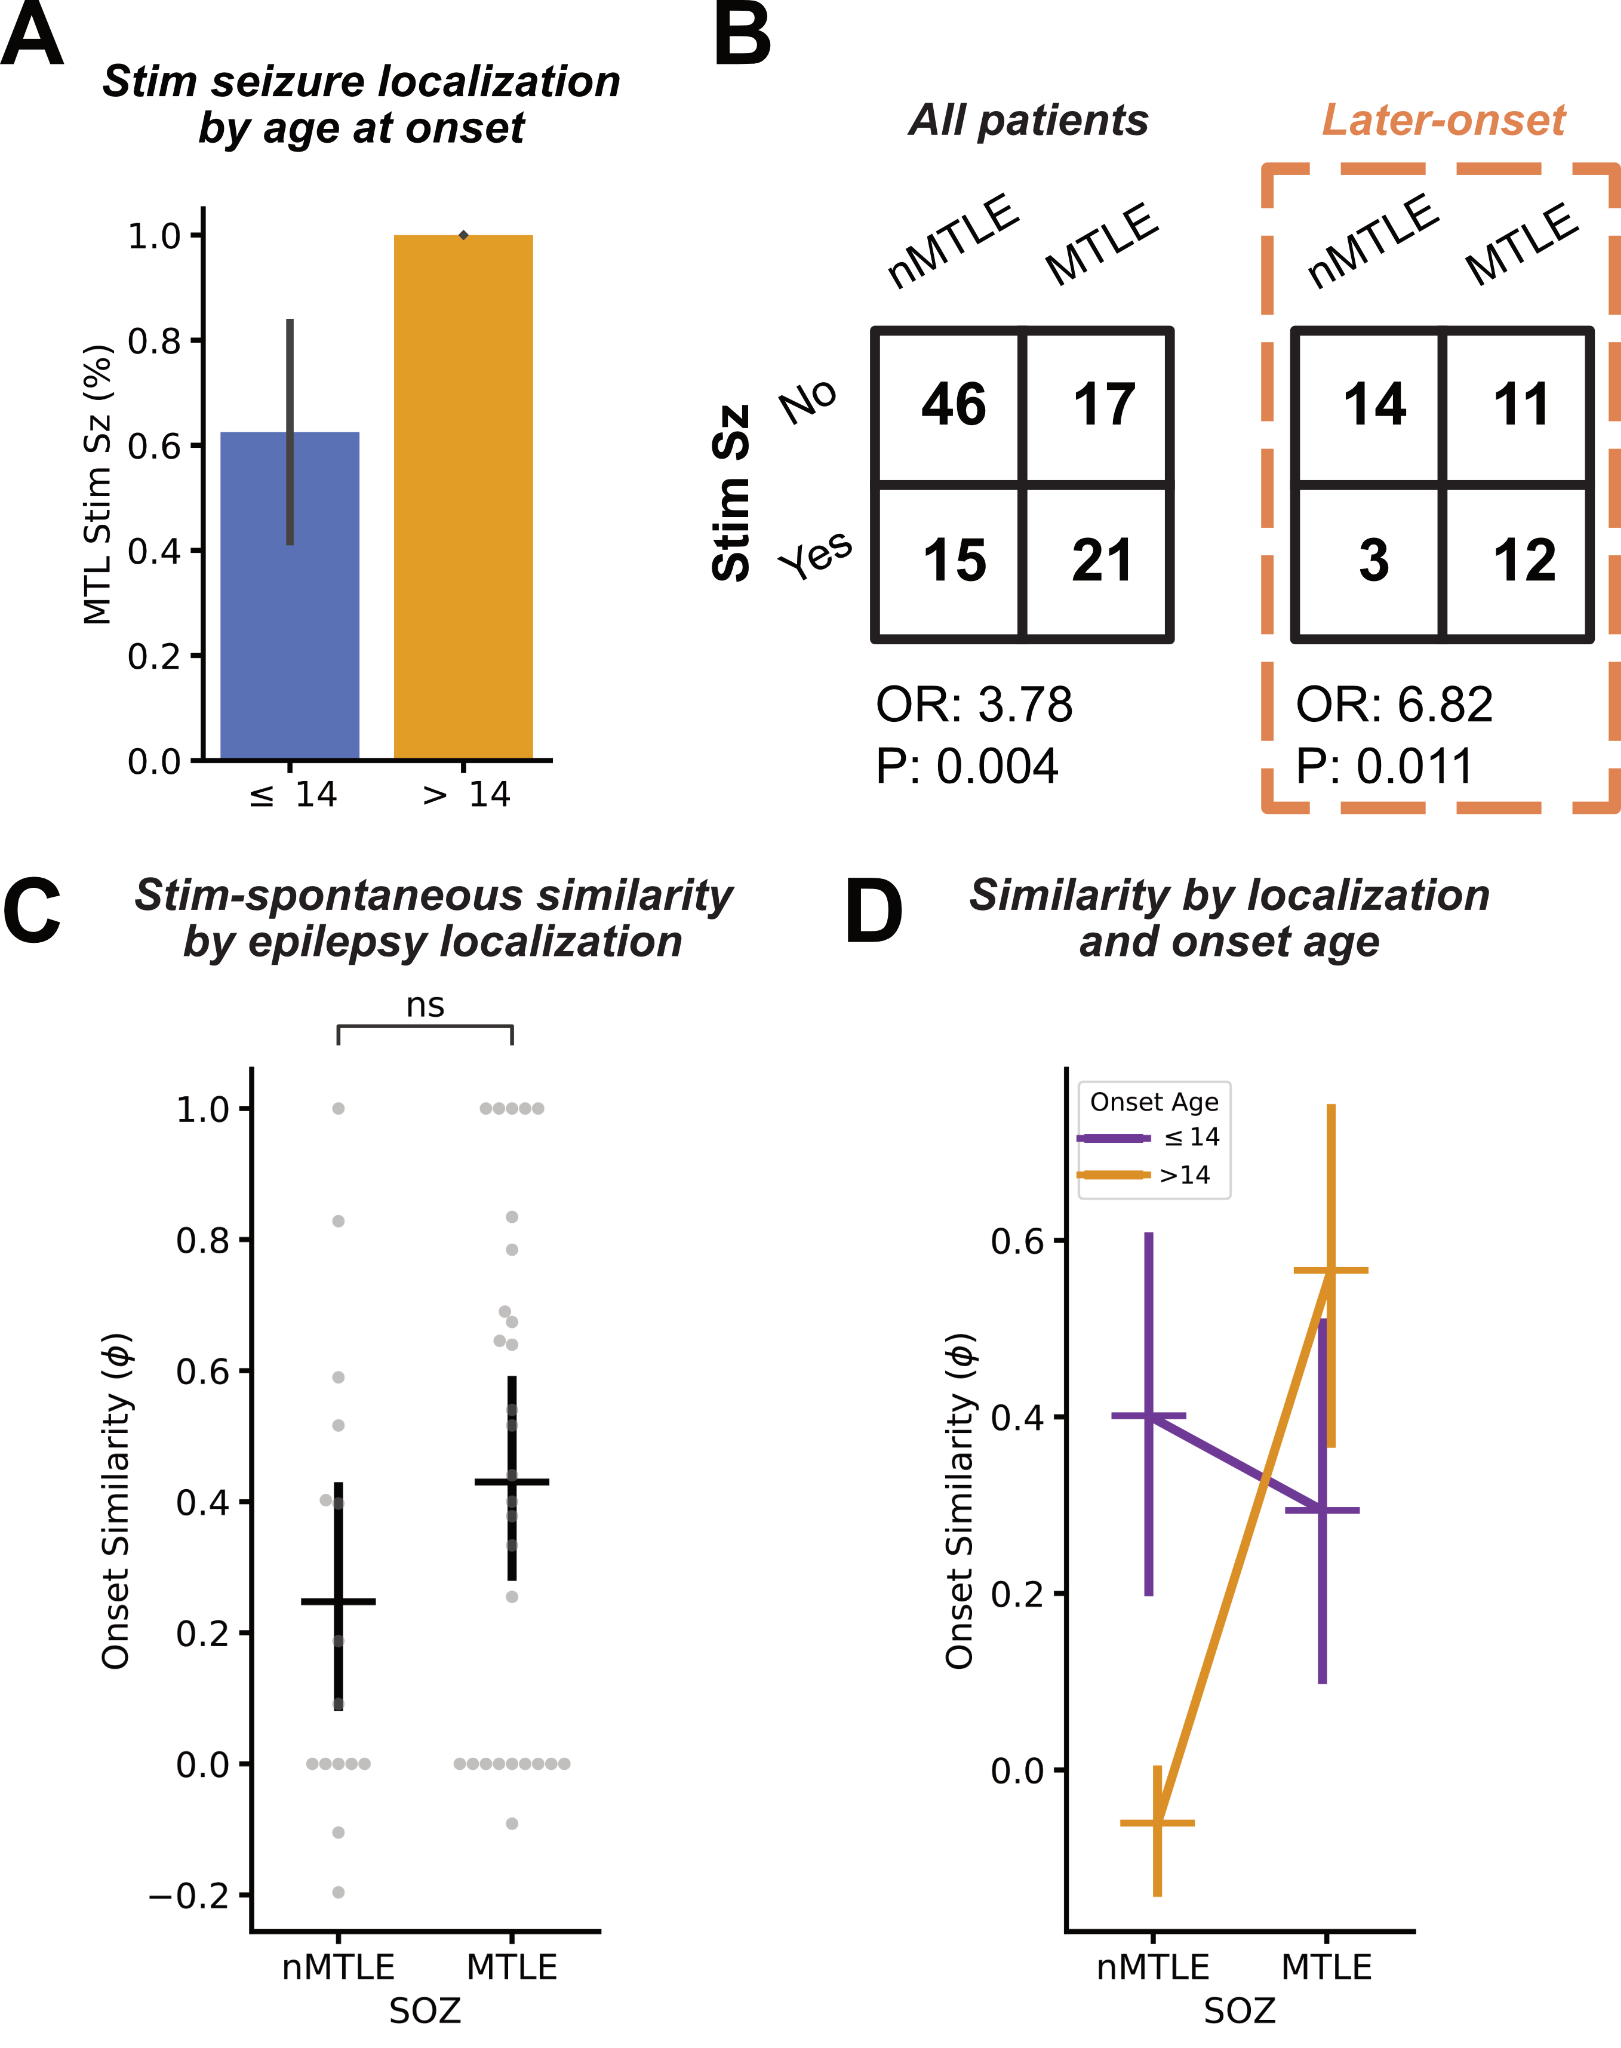 A
Stim seizure localization
by age at onset
MTL Stim Sz (%)
1.0
0.8
0.6
0.4
0.2
0.0
≤ 14
> 14
B
All patients
Later-onset
nMTLE
MTLE
nMTLE
MTLE
Stim Sz
No
46
17
14
11
Yes
15
21
3
12
OR: 3.78
P: 0.004
OR: 6.82
P: 0.011
C
Stim-spontaneous similarity
by epilepsy localization
ns
Onset Similarity (ϕ)
1.0
0.8
0.6
0.4
0.2
0.0
−0.2
nMTLE
MTLE
SOZ
D
Similarity by localization
and onset age
Onset Age
≤ 14
>14
Onset Similarity (ϕ)
0.6
0.4
0.2
0.0
nMTLE
MTLE
SOZ